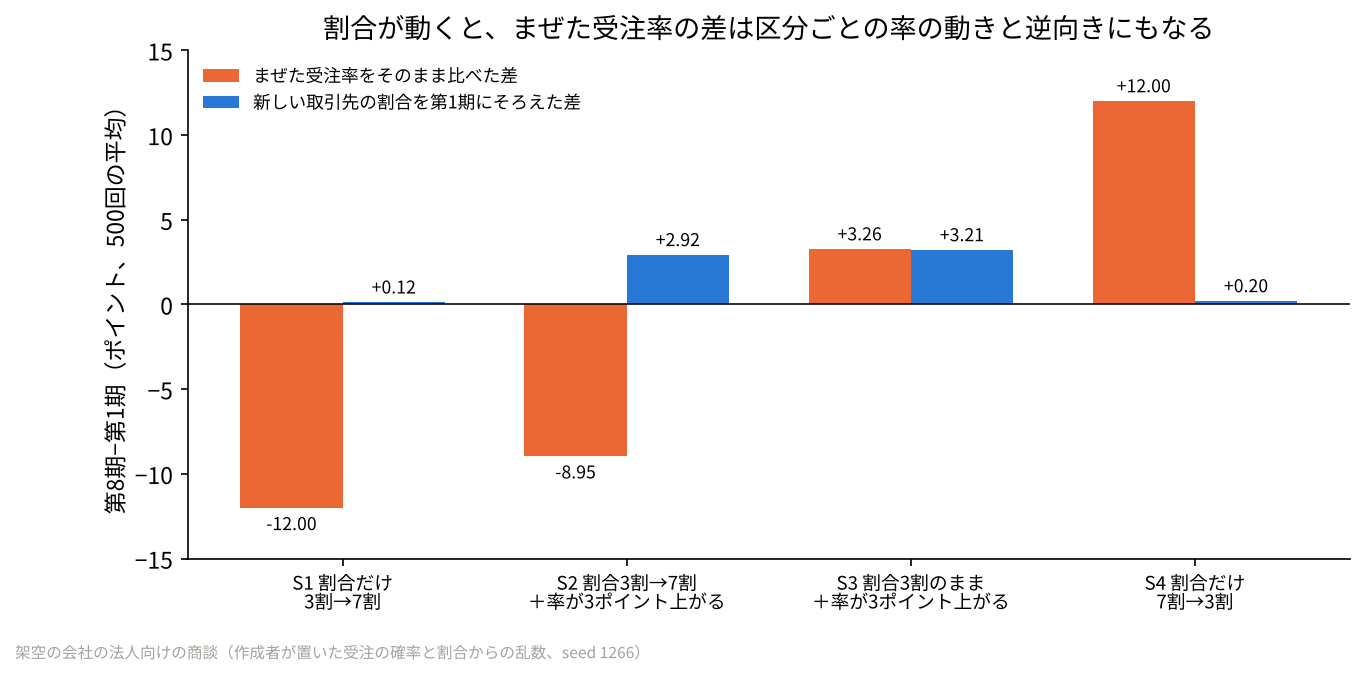 割合が動くと、まぜた受注率の差は区分ごとの率の動きと逆向きにもなる
まぜた受注率をそのまま比べた差
新しい取引先の割合を第1期にそろえた差
第8期−第1期（ポイント、500回の平均）
15
10
5
0
−5
−10
−15
-12.00
+0.12
-8.95
+2.92
+3.26
+3.21
+12.00
+0.20
S1 割合だけ
3割→7割
S2 割合3割→7割
＋率が3ポイント上がる
S3 割合3割のまま
＋率が3ポイント上がる
S4 割合だけ
7割→3割
架空の会社の法人向けの商談（作成者が置いた受注の確率と割合からの乱数、seed 1266）